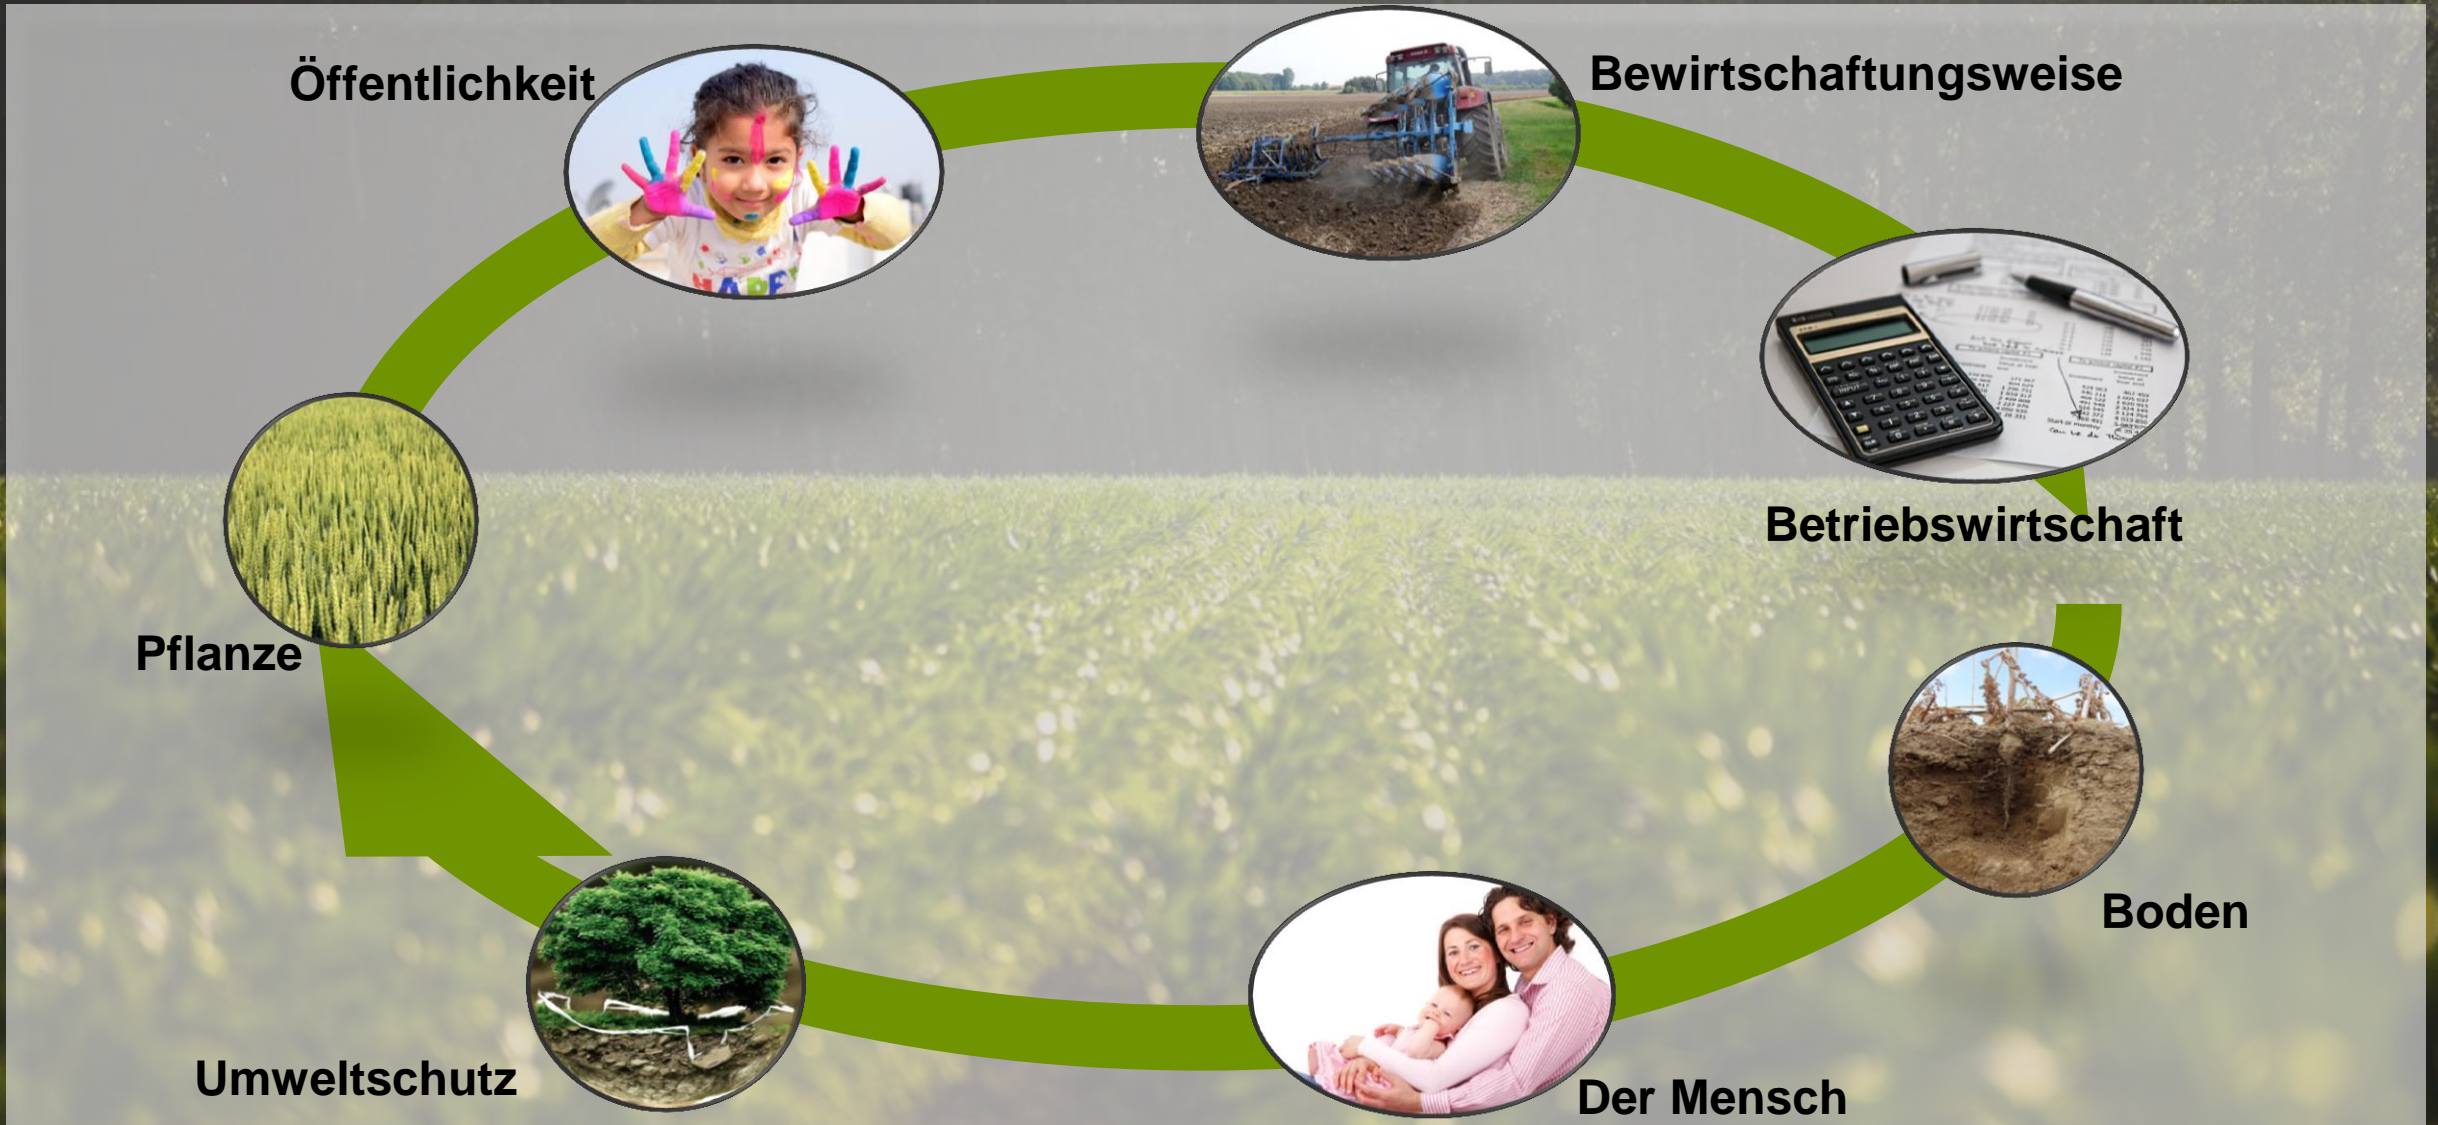 Öffentlichkeit
Bewirtschaftungsweise
Betriebswirtschaft
Pflanze
Boden
Umweltschutz
Der Mensch